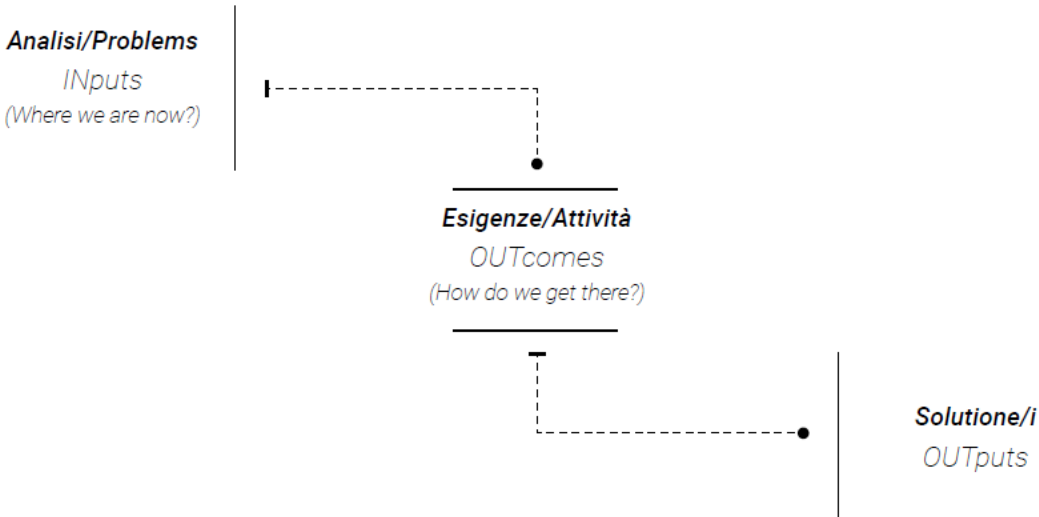 Analisi/Problems
INputs
(Where we are now?)
Esigenze/Attività
OUTcomes
(How do we get there?)
Solutione/i
OUTputs